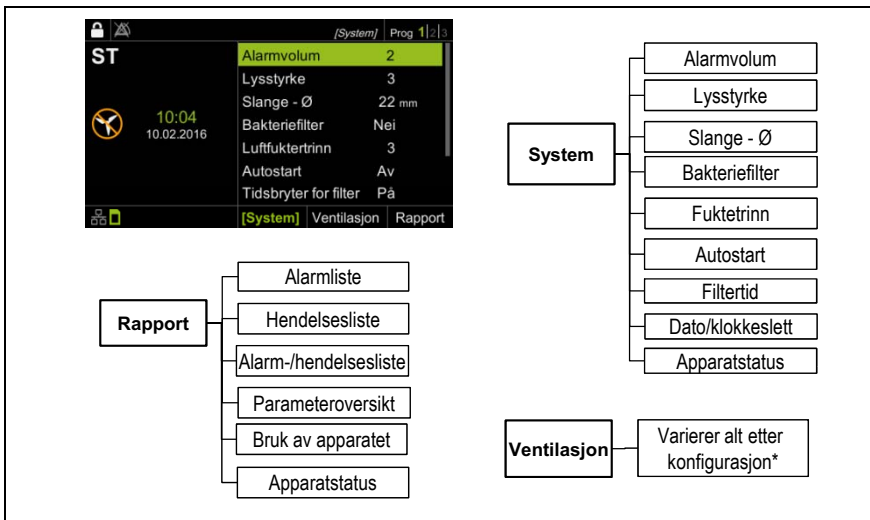 [System] Prog 1|2|3
ST
Alarmvolum 2
Lysstyrke 3
Slange - Ø 22 mm
Bakteriefilter Nei
Luftfuktertrinn 3
Autostart Av
Tidsbryter for filter På
10:04
10.02.2016
[System] Ventilasjon Rapport
System
Alarmvolum
Lysstyrke
Slange - Ø
Bakteriefilter
Fuktetrinn
Autostart
Filtertid
Dato/klokkeslett
Apparatstatus
Rapport
Alarmliste
Hendelsesliste
Alarm-/hendelsesliste
Parameteroversikt
Bruk av apparatet
Apparatstatus
Ventilasjon
Varierer alt etter
konfigurasjon*